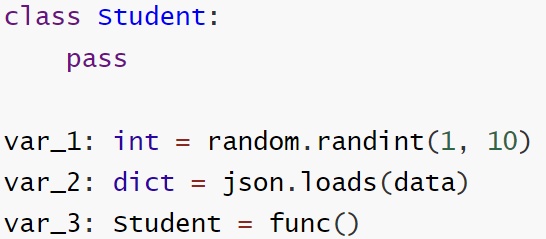 class Student:
    pass
var_1: int = random.randint(1, 10)
var_2: dict = json.loads(data)
var_3: Student = func()